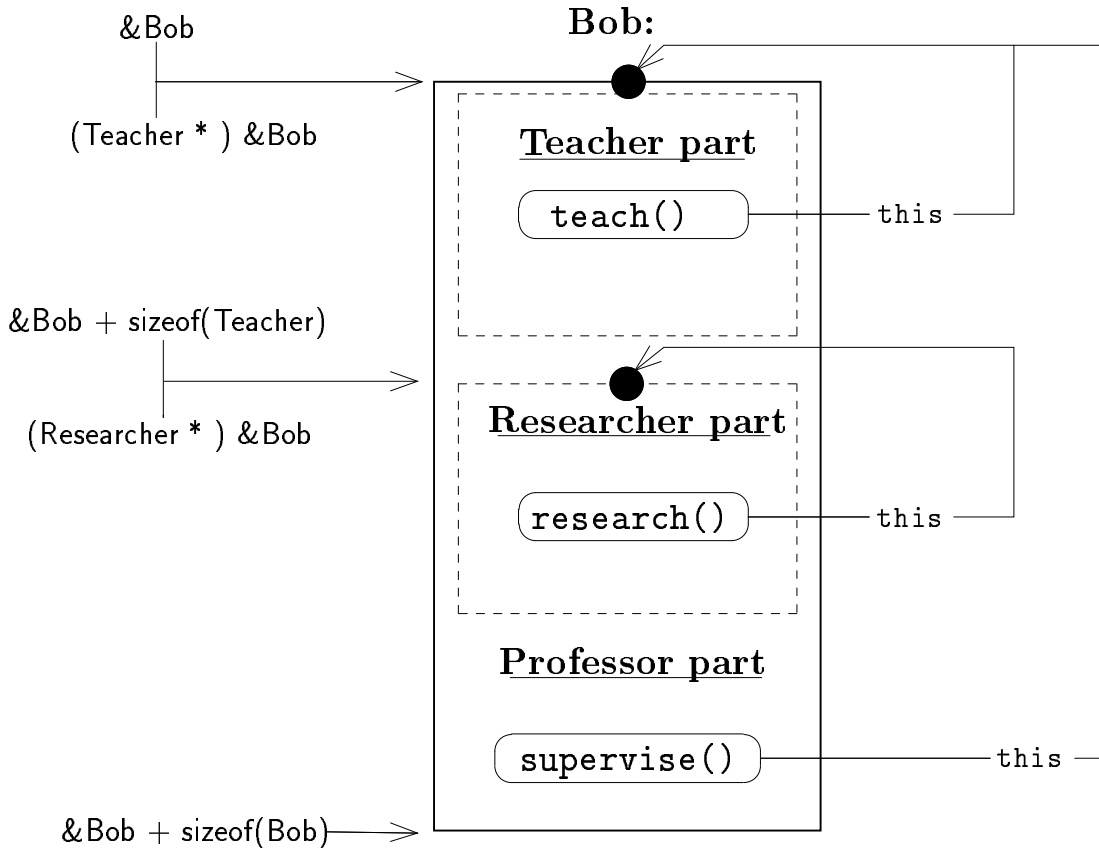 &Bob
Bob:
(Teacher * ) &Bob
Teacher part
teach()
this
&Bob + sizeof(Teacher)
(Researcher * ) &Bob
Researcher part
research()
this
Professor part
supervise()
this
&Bob + sizeof(Bob)